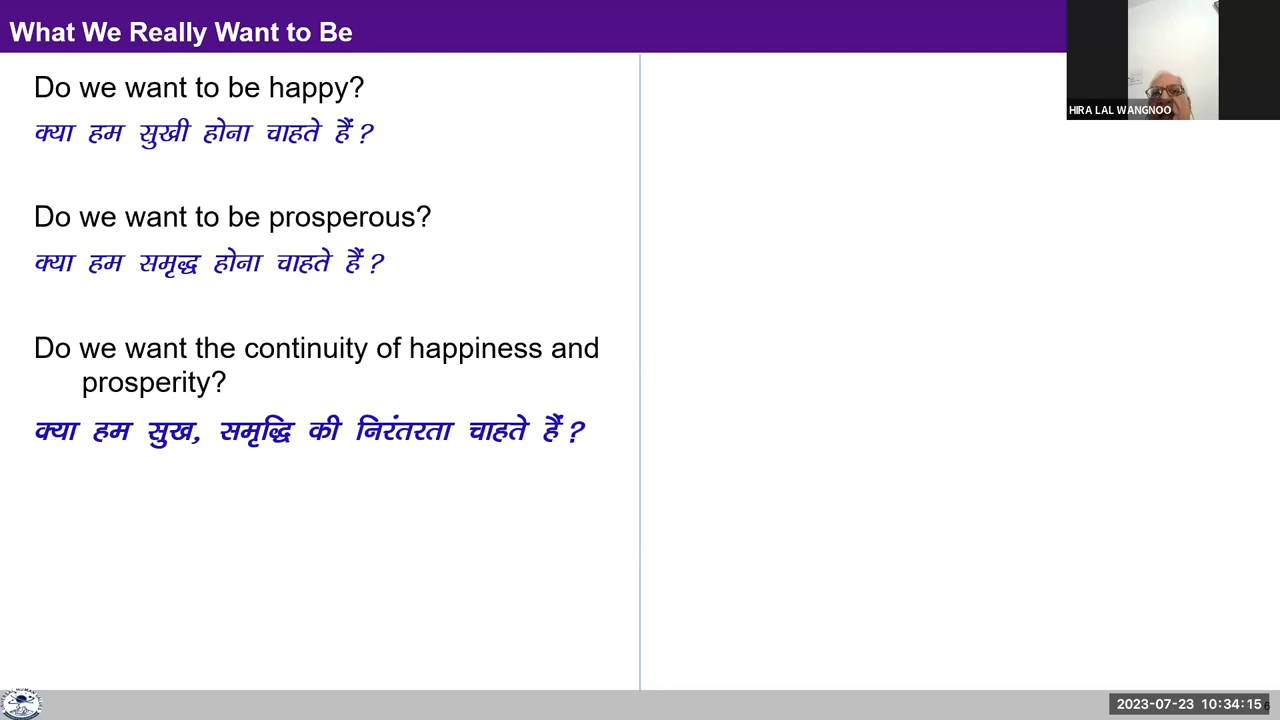 What We Really Want to Be
Do we want to be happy?
क्या हम सुखी होना चाहते हैं ?
Do we want to be prosperous?
क्या हम समृद्ध होना चाहते हैं ?
Do we want the continuity of happiness and
prosperity?
क्या हम सुख, समृद्धि की निरंतरता चाहते हैं ?
HIRA LAL WANGNOO
2023-07-23 10:34:15
6